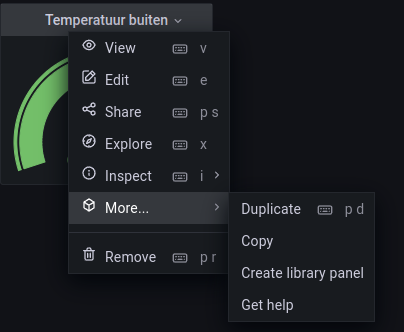 Temperatuur buiten
View v
Edit e
Share p s
Explore x
Inspect i
More...
Remove p r
Duplicate p d
Copy
Create library panel
Get help